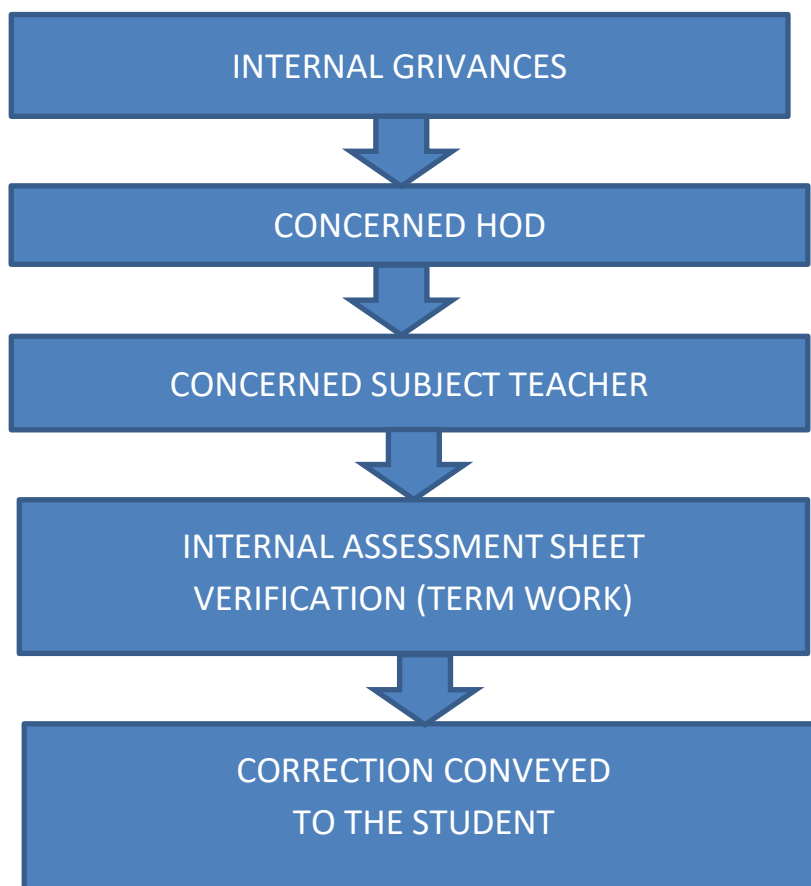 INTERNAL GRIVANCES
CONCERNED HOD
CONCERNED SUBJECT TEACHER
INTERNAL ASSESSMENT SHEET
VERIFICATION (TERM WORK)
CORRECTION CONVEYED
TO THE STUDENT